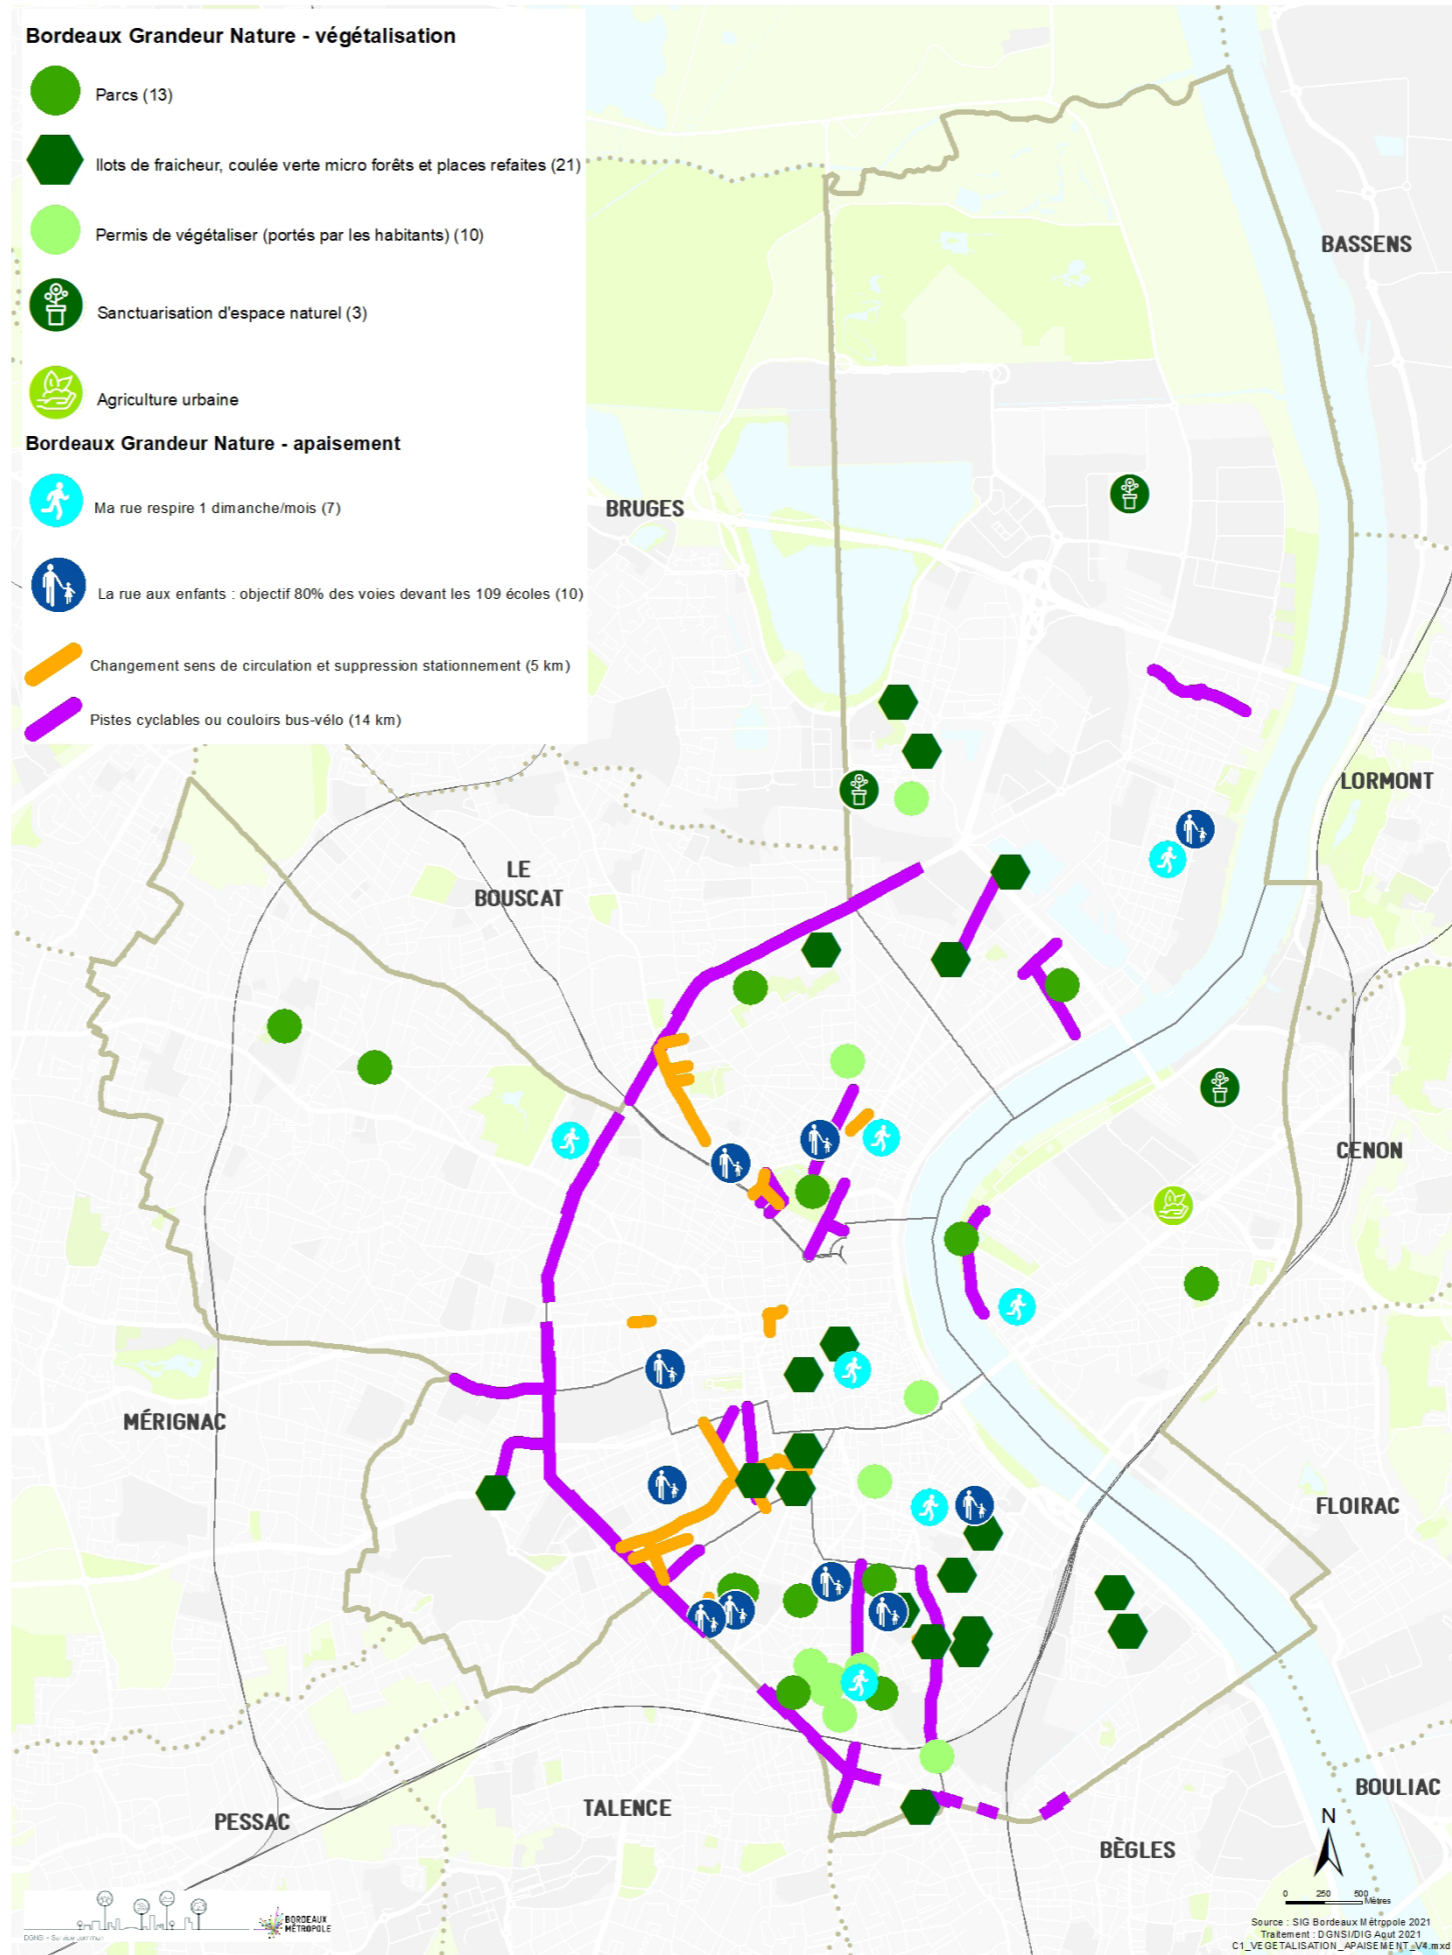 Bordeaux Grandeur Nature - végétalisation
Parcs (13)
Ilots de fraicheur, coulée verte micro forêts et places refaites (21)
Permis de végétaliser (portés par les habitants) (10)
Sanctuarisation d'espace naturel (3)
Agriculture urbaine
Bordeaux Grandeur Nature - apaisement
Ma rue respire 1 dimanche/mois (7)
La rue aux enfants : objectif 80% des voies devant les 109 écoles (10)
Changement sens de circulation et suppression stationnement (5 km)
Pistes cyclables ou couloirs bus-vélo (14 km)
BASSENS
BRUGES
LORMONT
LE
BOUSCAT
CENON
MÉRIGNAC
FLOIRAC
BOULIAC
TALENCE
PESSAC
BÈGLES
N
0 250 500
Mètres
BORDEAUX
MÉTROPOLE
DGNSI - Service commun
Source : SIG Bordeaux Métropole 2021
Traitement : DGNSI/DIG Aout 2021
C1_VEGETALISATION_APAISEMENT_V4.mxd